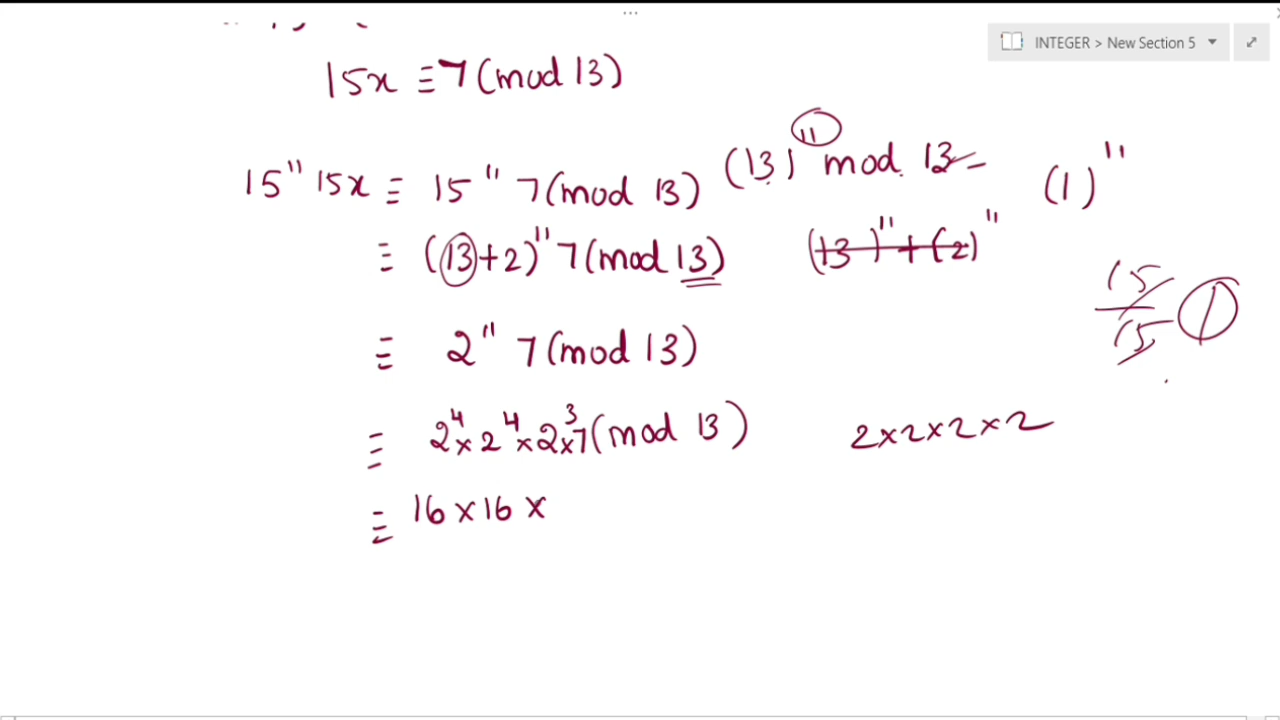 INTEGER > New Section 5
15x ≡ 7 (mod 13)
15¹¹ 15x ≡ 15¹¹ 7 (mod 13) (13)¹¹ mod 13 (1)¹¹
≡ (13+2)¹¹ 7 (mod 13) (13)¹¹ + (2)¹¹
15/15 1
≡ 2¹¹ 7 (mod 13)
≡ 2⁴ × 2⁴ × 2³ × 7 (mod 13) 2×2×2×2
≡ 16 × 16 ×